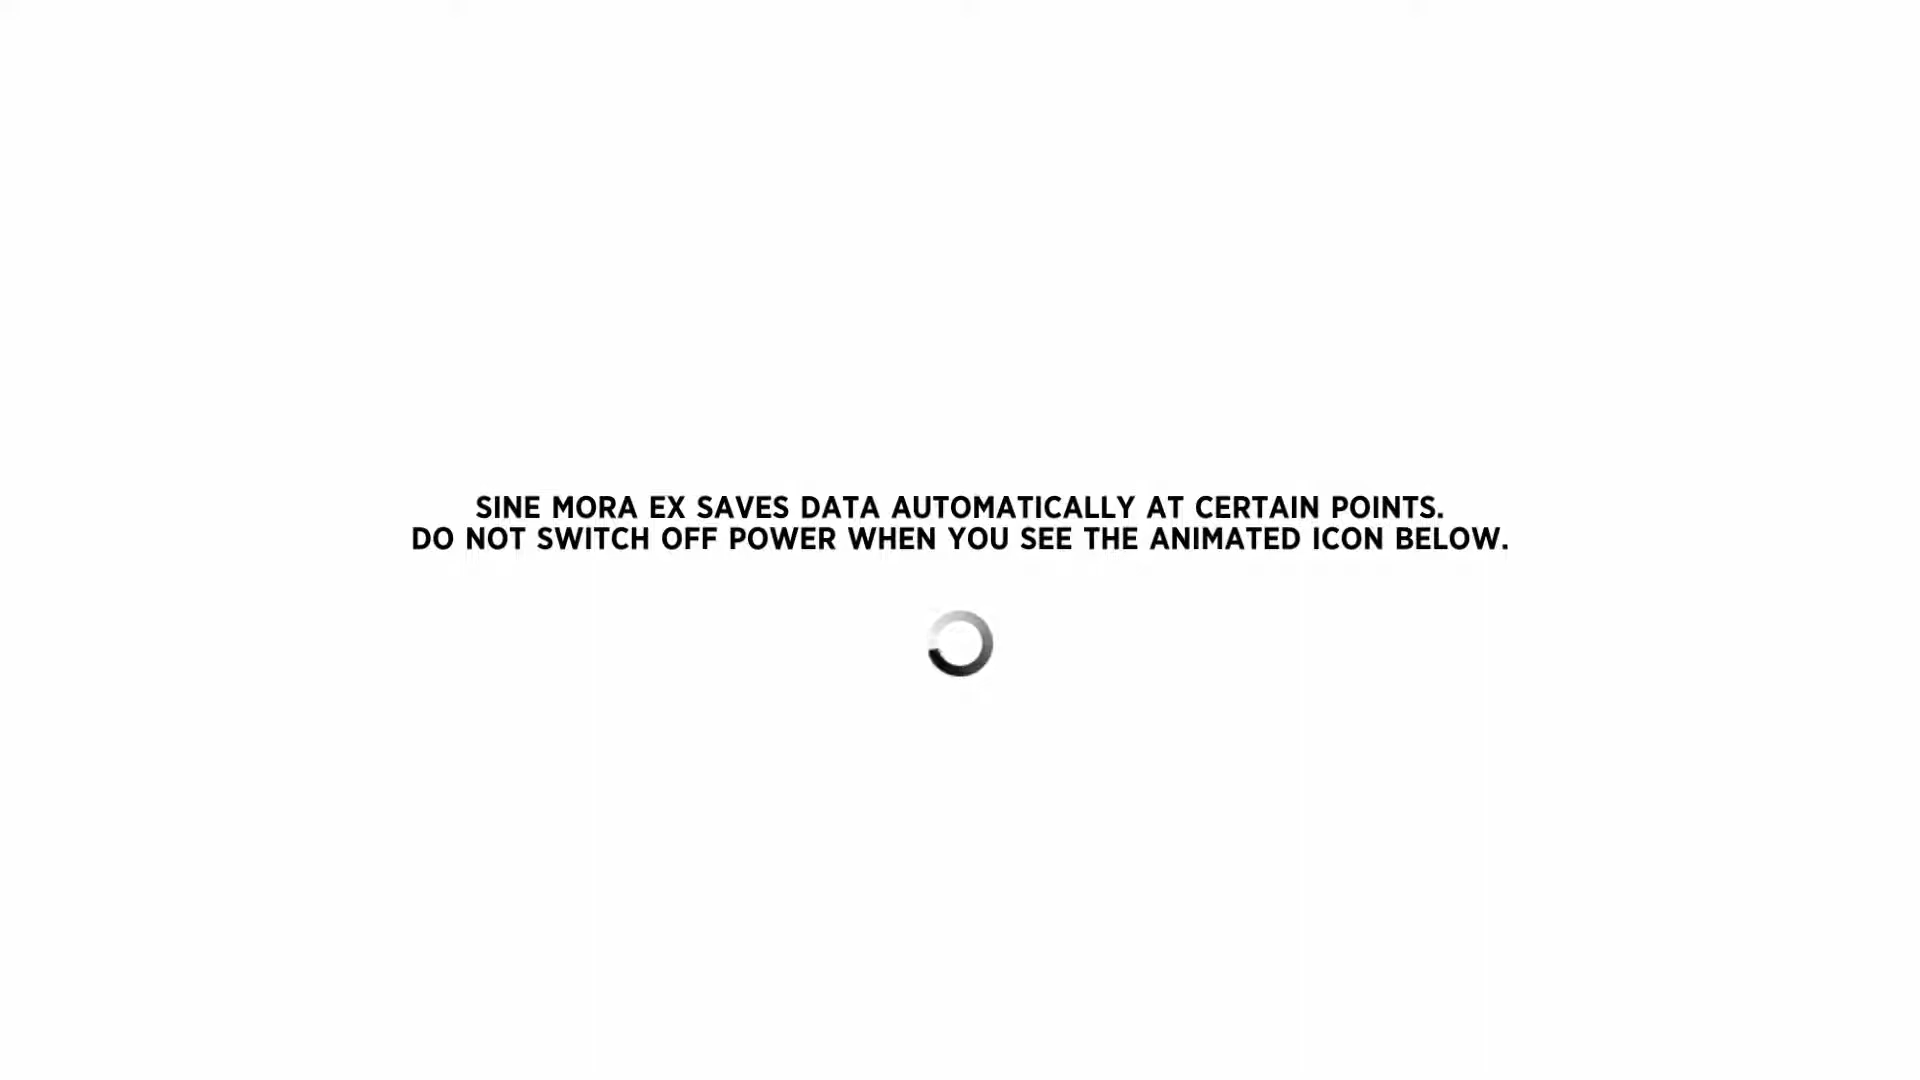 SINE MORA EX SAVES DATA AUTOMATICALLY AT CERTAIN POINTS.
DO NOT SWITCH OFF POWER WHEN YOU SEE THE ANIMATED ICON BELOW.